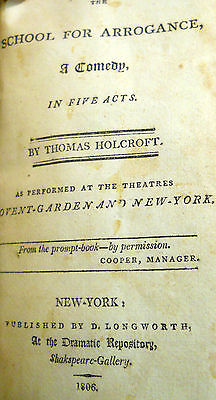 THE
SCHOOL FOR ARROGANCE,
A Comedy,
IN FIVE ACTS.
BY THOMAS HOLCROFT.
AS PERFORMED AT THE THEATRES
OVENT-GARDEN AND NEW-YORK.
From the prompt-book—by permission.
COOPER, MANAGER.
NEW-YORK:
PUBLISHED BY D. LONGWORTH,
At the Dramatic Repository,
Shakspeare-Gallery.
1806.